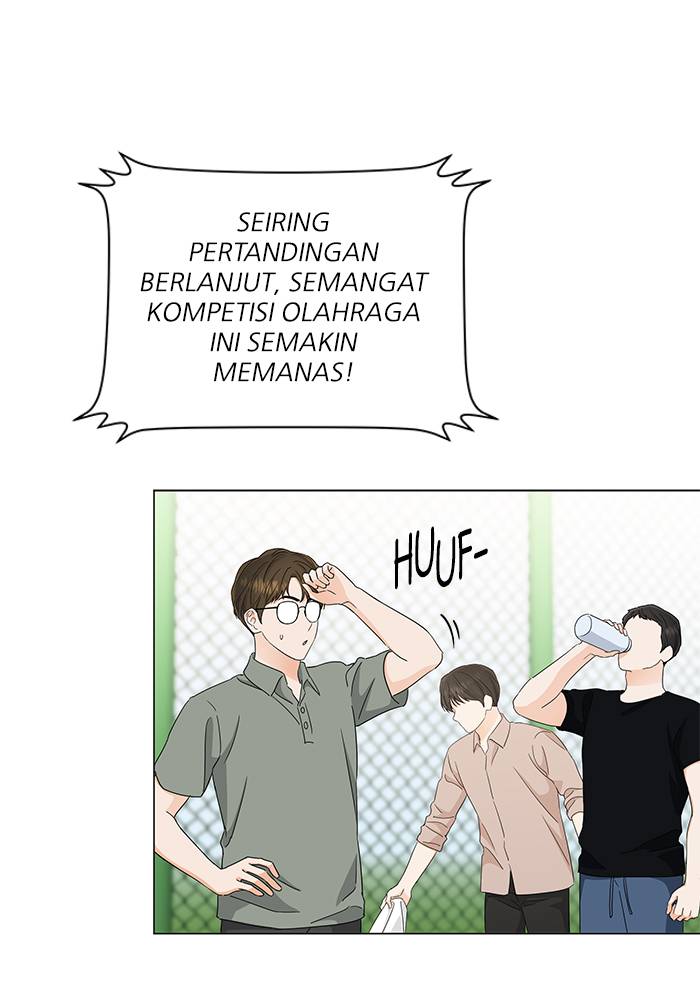 SEIRING
PERTANDINGAN
BERLANJUT, SEMANGAT
KOMPETISI OLAHRAGA
INI SEMAKIN
MEMANAS!
HUUF-